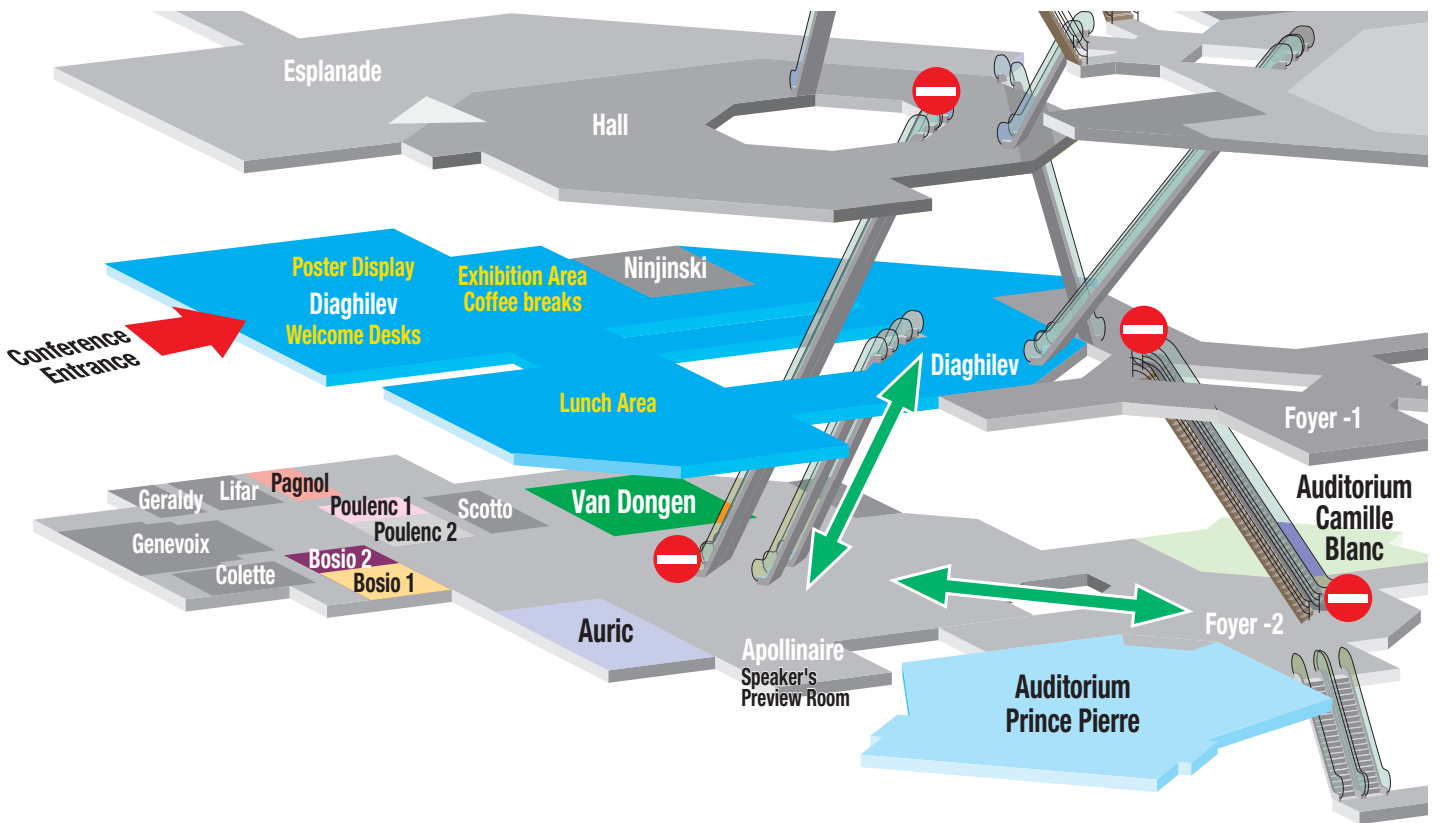 Esplanade
Hall
Poster Display
Diaghilev
Welcome Desks
Exhibition Area
Coffee breaks
Ninjinski
Conference
Entrance
Diaghilev
Lunch Area
Foyer -1
Geraldy
Lifar
Pagnol
Poulenc 1
Poulenc 2
Scotto
Van Dongen
Genevoix
Colette
Bosio 2
Bosio 1
Auditorium
Camille
Blanc
Auric
Apollinaire
Speaker's
Preview Room
Foyer -2
Auditorium
Prince Pierre